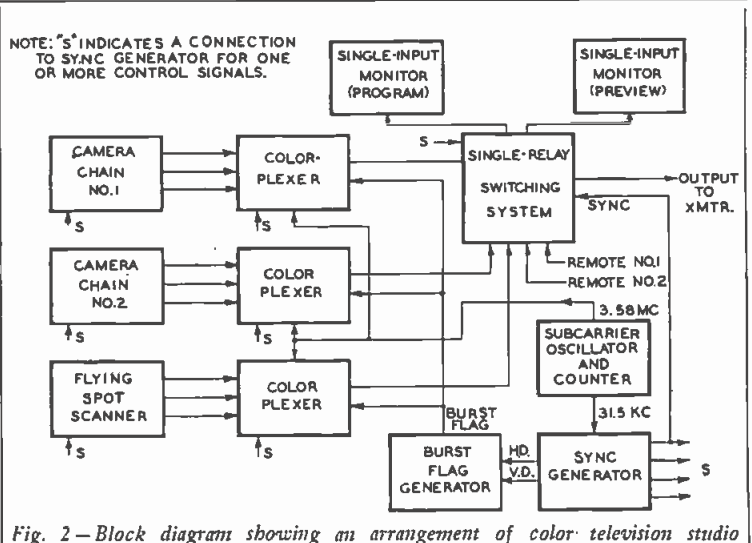 NOTE: "S" INDICATES A CONNECTION
TO SYNC GENERATOR FOR ONE
OR MORE CONTROL SIGNALS.
SINGLE-INPUT
MONITOR
(PROGRAM)
SINGLE-INPUT
MONITOR
(PREVIEW)
CAMERA
CHAIN
NO.1
S
COLOR-
PLEXER
S
S
SINGLE-RELAY
SWITCHING
SYSTEM
OUTPUT
TO
XMTR.
SYNC
CAMERA
CHAIN
NO.2
S
COLOR
PLEXER
S
REMOTE NO.1
REMOTE NO.2
3.58MC
SUBCARRIER
OSCILLATOR
AND
COUNTER
31.5 KC
FLYING
SPOT
SCANNER
S
COLOR
PLEXER
S
BURST
FLAG
BURST
FLAG
GENERATOR
H.D.
V.D.
SYNC
GENERATOR
S
Fig. 2—Block diagram showing an arrangement of color television studio